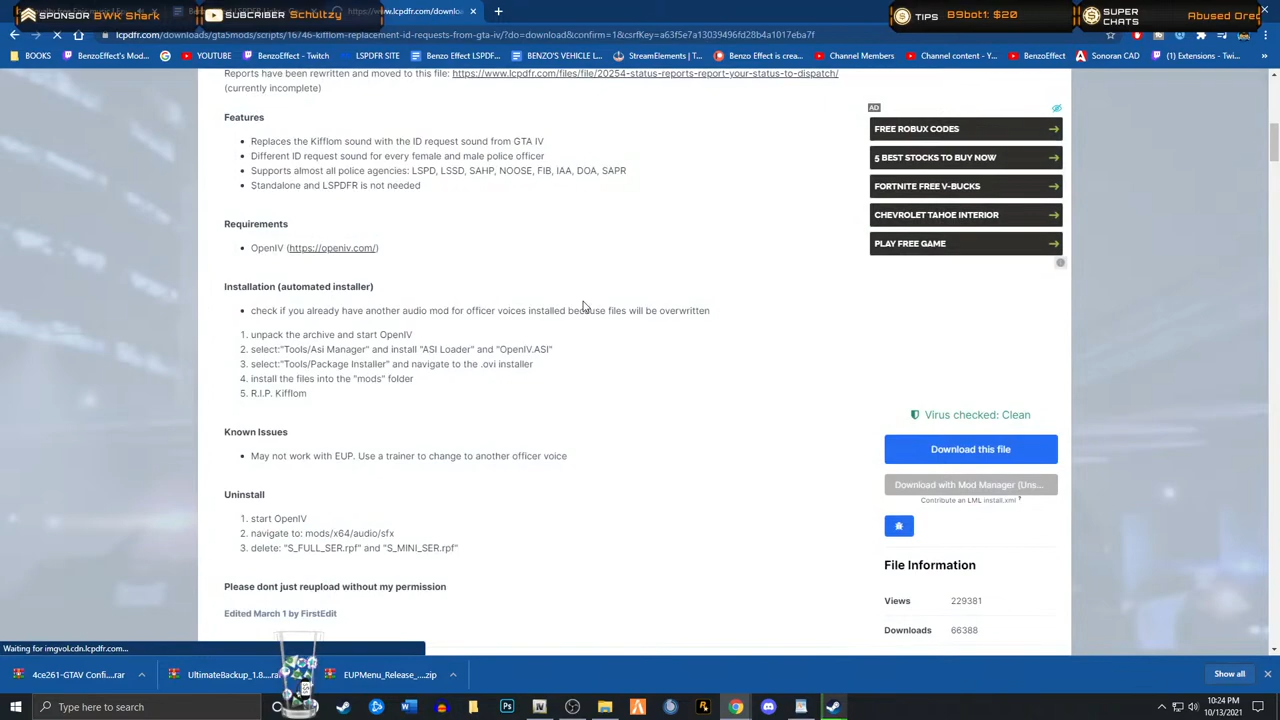 SPONSOR BWK Shark
SUBCRIBER Schultzy
https://www.lcpdfr.com/downloa...
TIPS B9bot1: $20
SUPER CHATS Abused Oreo
lcpdfr.com/downloads/gta5mods/scripts/16746-kifflom-replacement-id-requests-from-gta-iv/?do=download&confirm=1&csrfKey=a63f5e7a13039496fd28b4a1017eba7f
BOOKS
BenzoEffect's Mod...
YOUTUBE
BenzoEffect - Twitch
LSPDFR SITE
Benzo Effect LSPDF...
BENZO'S VEHICLE L...
StreamElements | T...
Benzo Effect is crea...
Channel Members
Channel content - Y...
BenzoEffect
Sonoran CAD
(1) Extensions - Twi...
Reports have been rewritten and moved to this file: https://www.lcpdfr.com/files/file/20254-status-reports-report-your-status-to-dispatch/
(currently incomplete)
Features
Replaces the Kifflom sound with the ID request sound from GTA IV
Different ID request sound for every female and male police officer
Supports almost all police agencies: LSPD, LSSD, SAHP, NOOSE, FIB, IAA, DOA, SAPR
Standalone and LSPDFR is not needed
Requirements
OpenIV (https://openiv.com/)
Installation (automated installer)
check if you already have another audio mod for officer voices installed because files will be overwritten
1. unpack the archive and start OpenIV
2. select:"Tools/Asi Manager" and install "ASI Loader" and "OpenIV.ASI"
3. select:"Tools/Package Installer" and navigate to the .ovi installer
4. install the files into the "mods" folder
5. R.I.P. Kifflom
Known Issues
May not work with EUP. Use a trainer to change to another officer voice
Uninstall
1. start OpenIV
2. navigate to: mods/x64/audio/sfx
3. delete: "S_FULL_SER.rpf" and "S_MINI_SER.rpf"
Please dont just reupload without my permission
Edited March 1 by FirstEdit
AD
FREE ROBUX CODES
5 BEST STOCKS TO BUY NOW
FORTNITE FREE V-BUCKS
CHEVROLET TAHOE INTERIOR
PLAY FREE GAME
Virus checked: Clean
Download this file
Download with Mod Manager (Uns...
Contribute an LML install.xml ?
File Information
Views 229381
Downloads 66388
Waiting for imgvol.cdn.lcpdfr.com...
4ce261-GTAV Confi....rar
UltimateBackup_1.8....rar
EUPMenu_Release_....zip
Show all
Type here to search
10:24 PM
10/13/2021